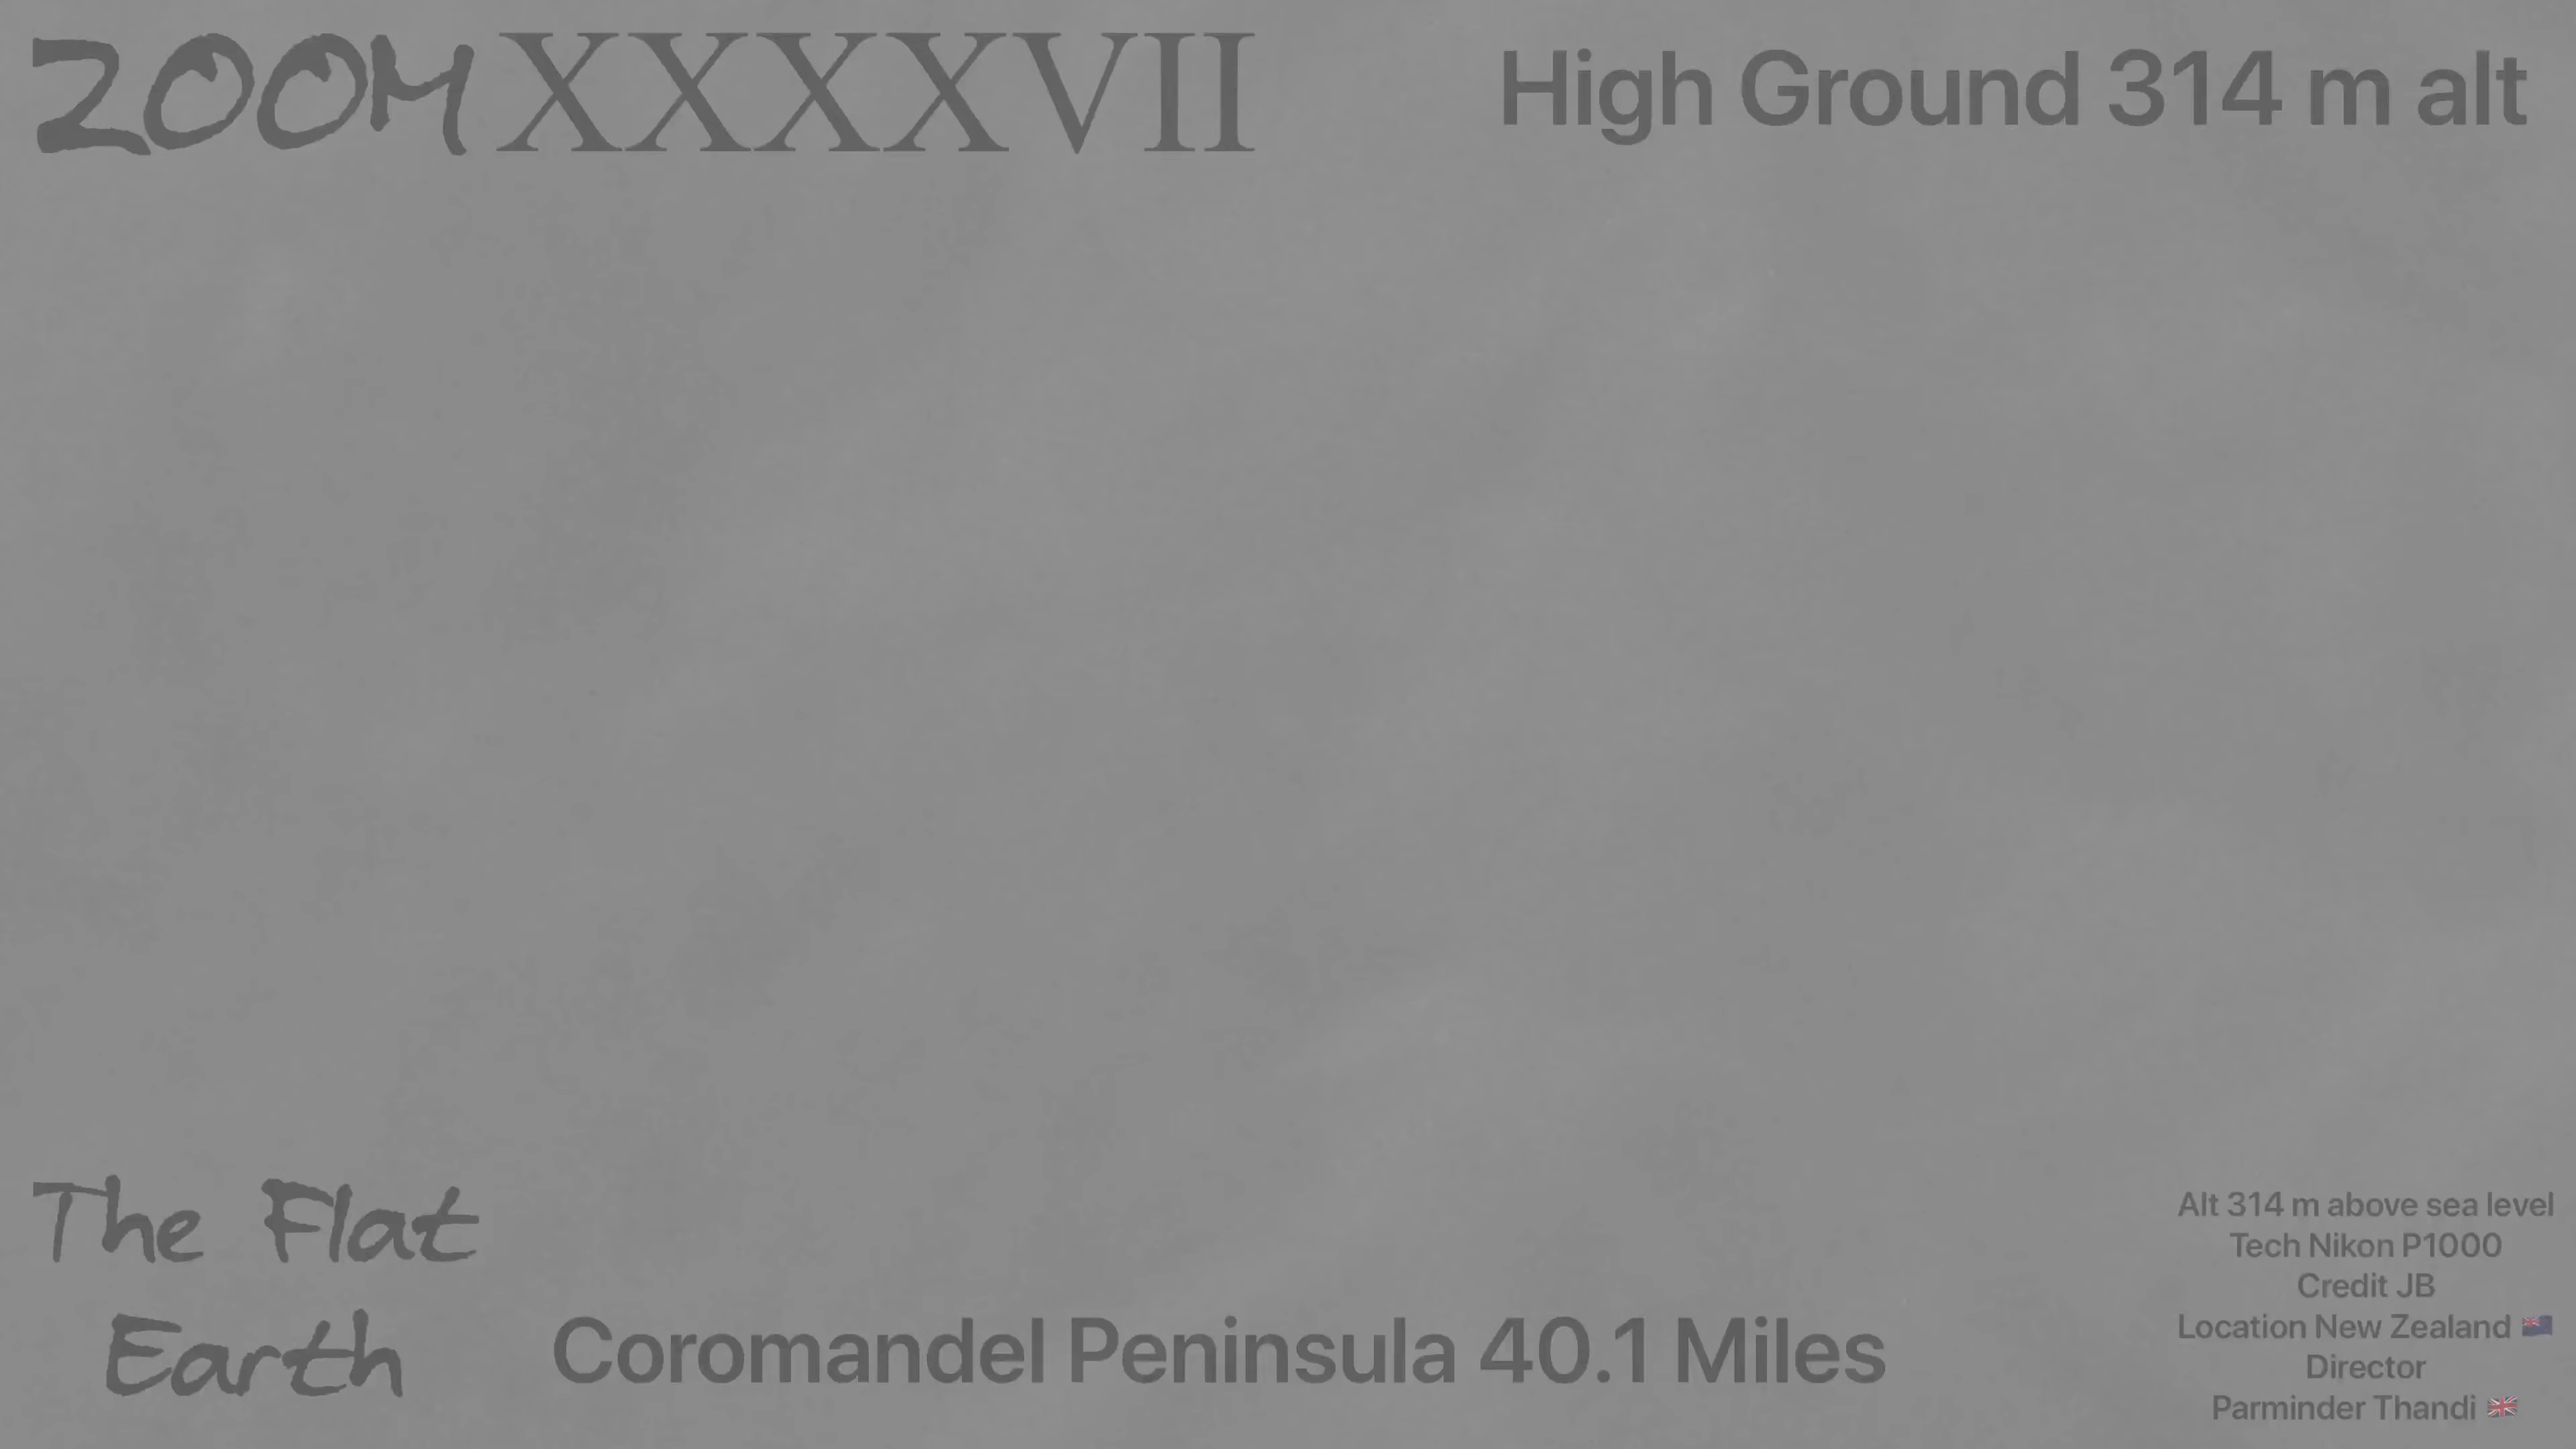 ZOOM XXXXVII
High Ground 314 m alt
The Flat
Earth
Coromandel Peninsula 40.1 Miles
Alt 314 m above sea level
Tech Nikon P1000
Credit JB
Location New Zealand 🇳🇿
Director
Parminder Thandi 🇬🇧